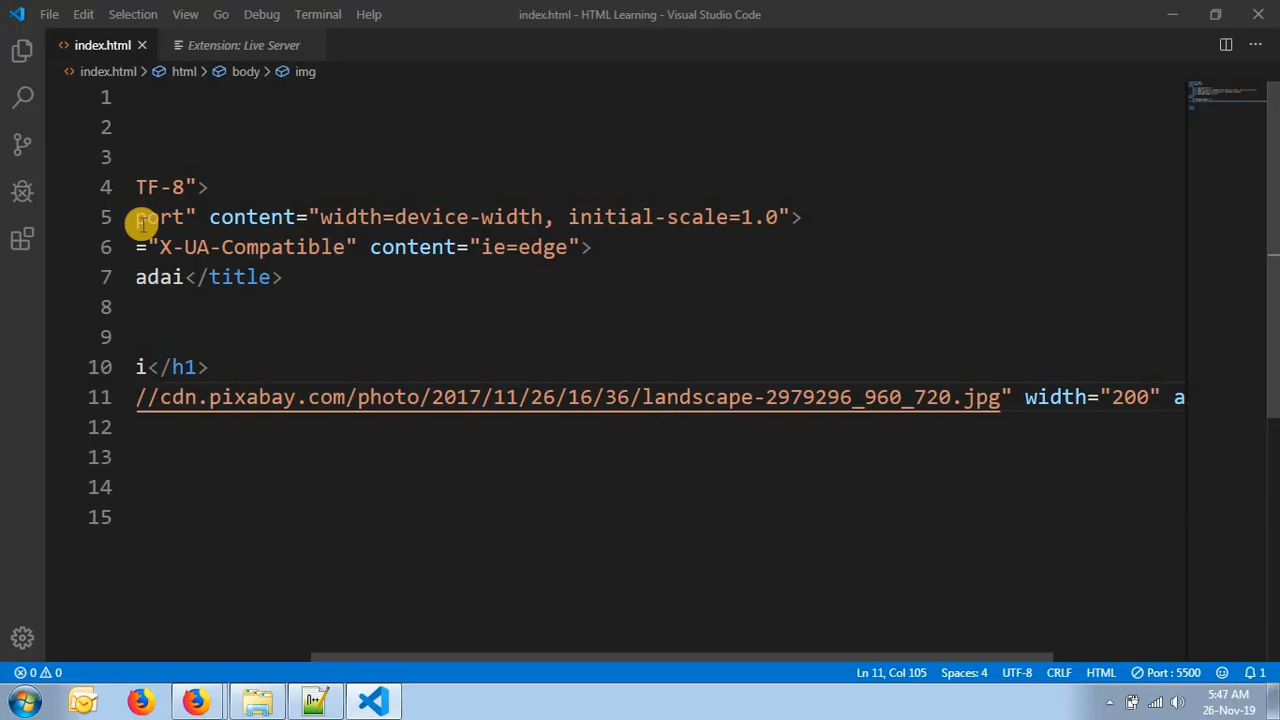 File Edit Selection View Go Debug Terminal Help index.html - HTML Learning - Visual Studio Code
index.html Extension: Live Server
index.html html body img
1
2
3
4 TF-8">
5 port" content="width=device-width, initial-scale=1.0">
6 ="X-UA-Compatible" content="ie=edge">
7 adai</title>
8
9
10 i</h1>
11 //cdn.pixabay.com/photo/2017/11/26/16/36/landscape-2979296_960_720.jpg" width="200" a
12
13
14
15
0 0 Ln 11, Col 105 Spaces: 4 UTF-8 CRLF HTML Port : 5500 1
5:47 AM
26-Nov-19